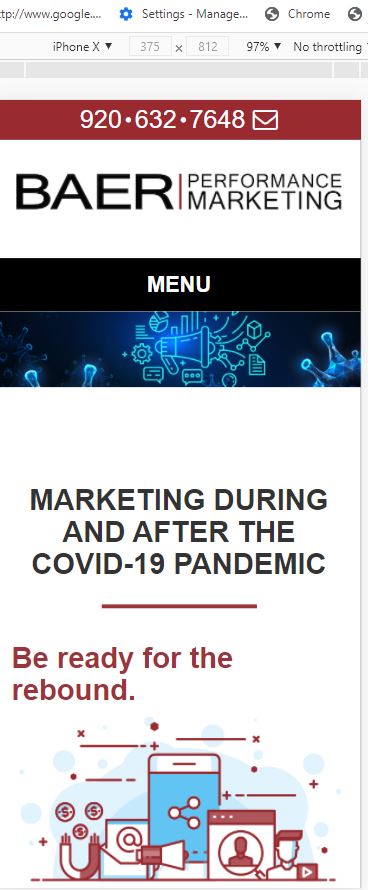 ttp://www.google.... Settings - Manage... Chrome
iPhone X ▼ 375 × 812 97% ▼ No throttling
920•632•7648
BAER | PERFORMANCE
MARKETING
MENU
MARKETING DURING
AND AFTER THE
COVID-19 PANDEMIC
Be ready for the
rebound.
$ $
$ @